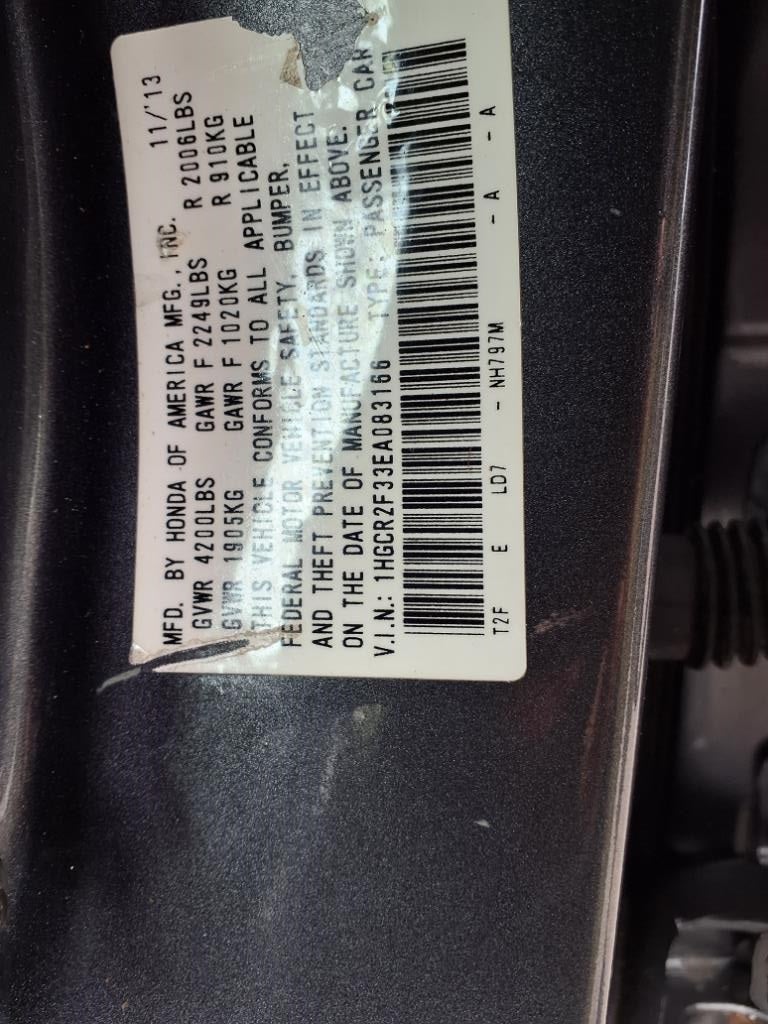 MFD. BY HONDA OF AMERICA MFG., INC. 11/'13
GVWR 4200LBS GAWR F 2249LBS R 2006LBS
GVWR 1905KG GAWR F 1020KG R 910KG
THIS VEHICLE CONFORMS TO ALL APPLICABLE
FEDERAL MOTOR VEHICLE SAFETY, BUMPER,
AND THEFT PREVENTION STANDARDS IN EFFECT
ON THE DATE OF MANUFACTURE SHOWN ABOVE.
V.I.N.: 1HGCR2F33EA083166 TYPE: PASSENGER CAR
T2F E LD7 - NH797M - A - A